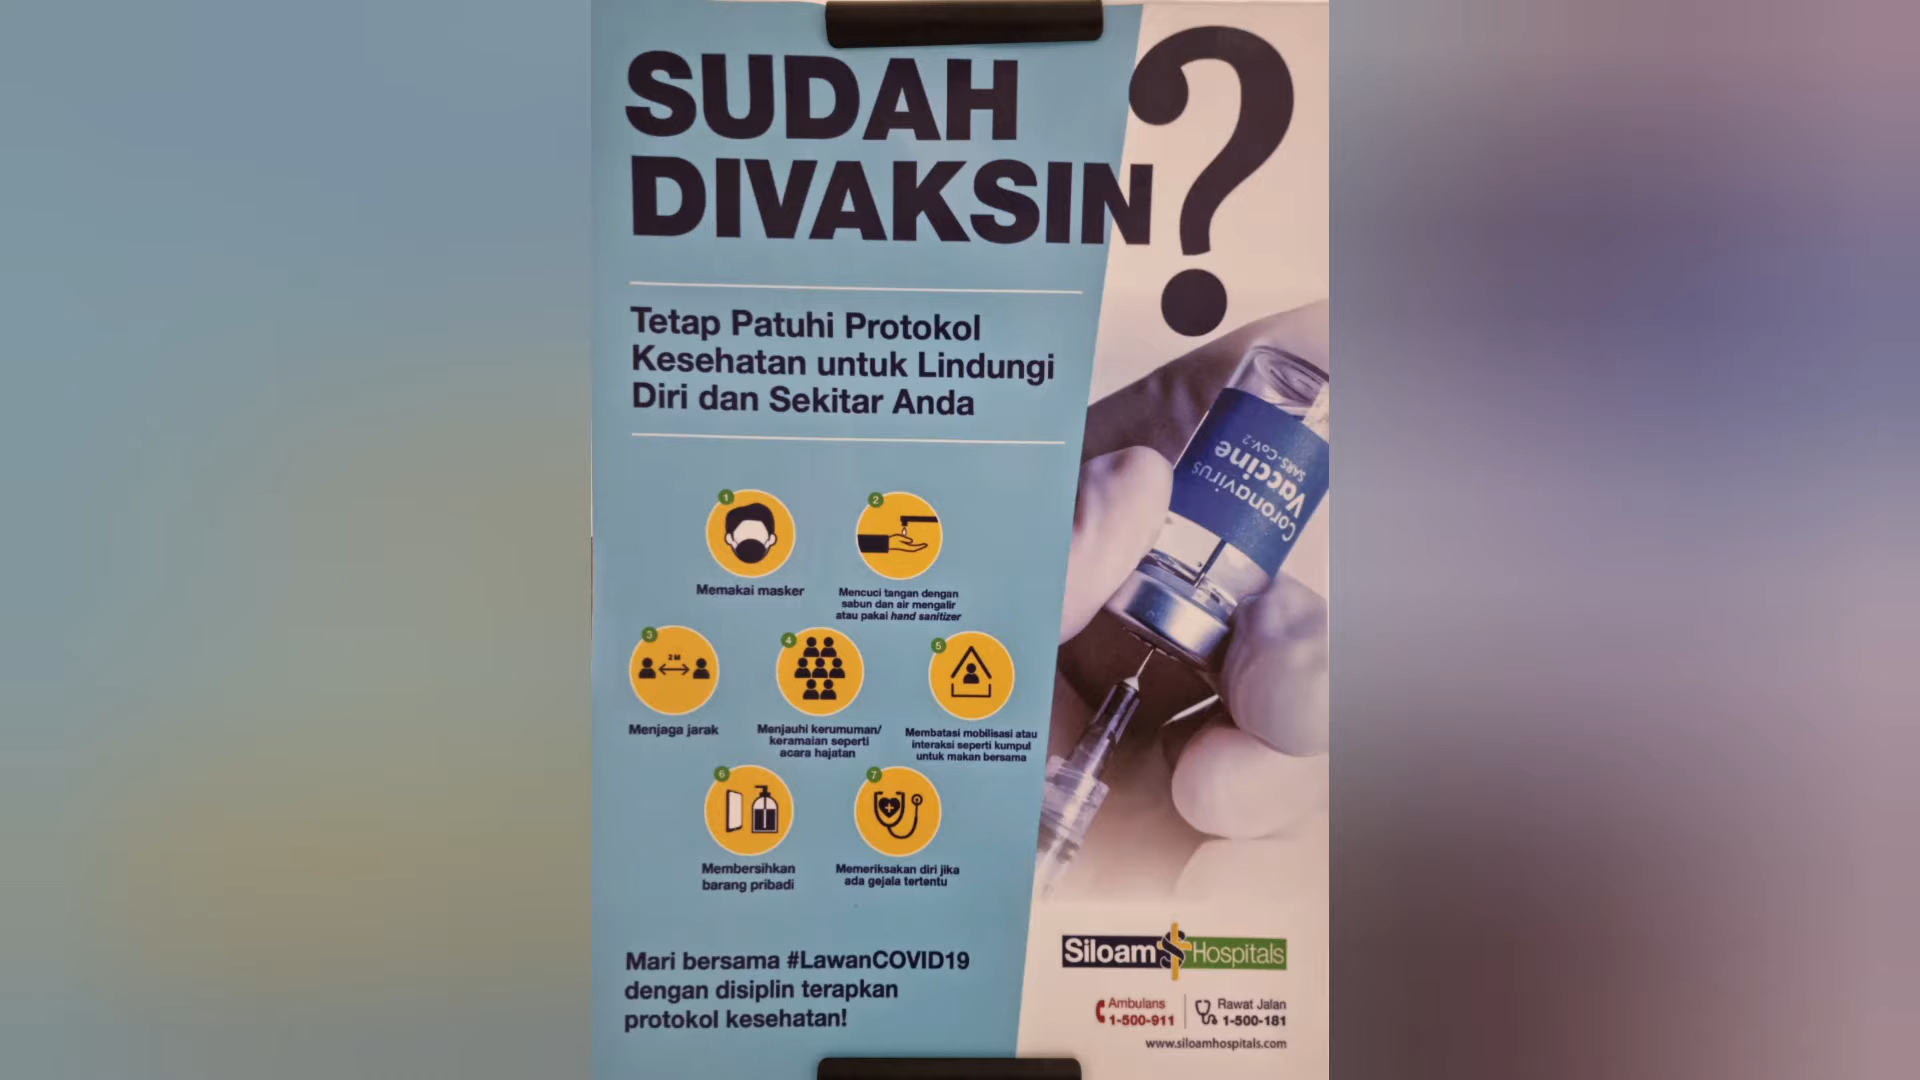 SUDAH
DIVAKSIN?
Tetap Patuhi Protokol
Kesehatan untuk Lindungi
Diri dan Sekitar Anda
1
Memakai masker
2
Mencuci tangan dengan
sabun dan air mengalir
atau pakai hand sanitizer
3
2 M
Menjaga jarak
4
Menjauhi kerumuman/
keramaian seperti
acara hajatan
5
Membatasi mobilisasi atau
interaksi seperti kumpul
untuk makan bersama
6
Membersihkan
barang pribadi
7
Memeriksakan diri jika
ada gejala tertentu
Mari bersama #LawanCOVID19
dengan disiplin terapkan
protokol kesehatan!
Coronavirus
Vaccine
SARS-CoV-2
Siloam Hospitals
Ambulans
1-500-911
Rawat Jalan
1-500-181
www.siloamhospitals.com